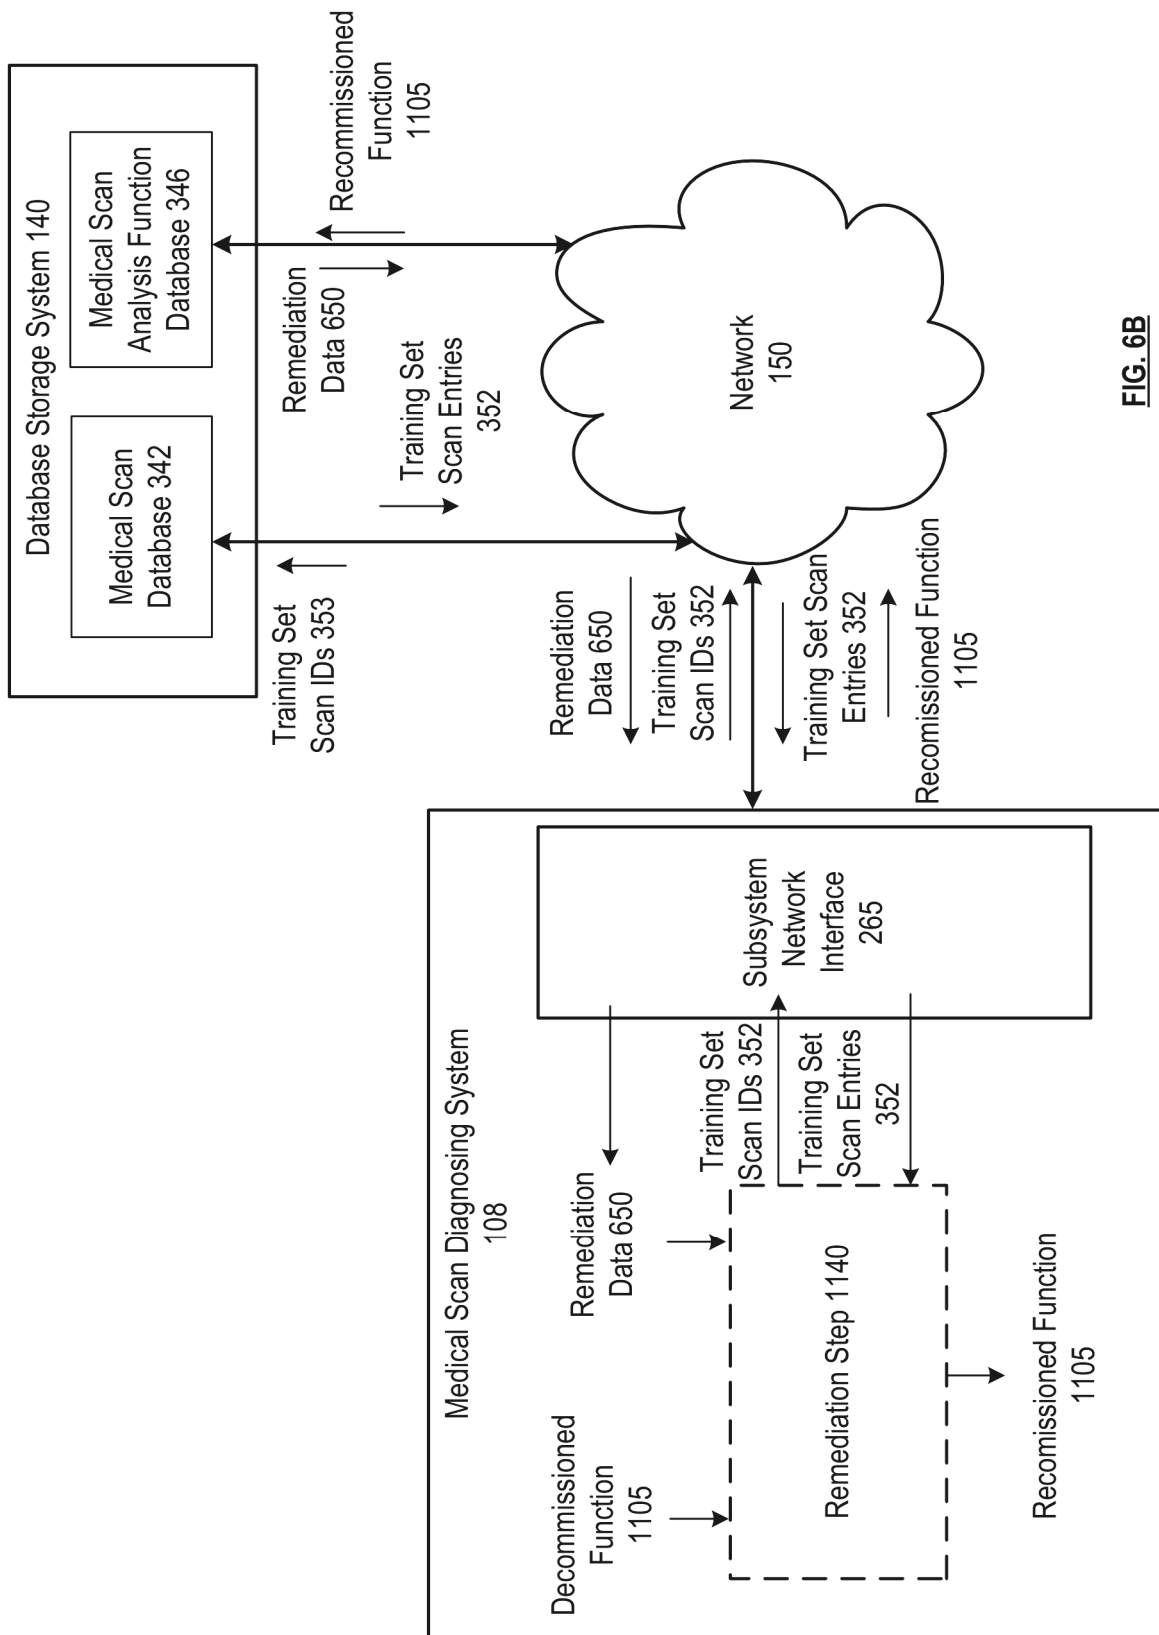 Database Storage System 140
Medical Scan
Database 342
Medical Scan
Analysis Function
Database 346
Training Set
Scan IDs 353
Training Set
Scan Entries
352
Remediation
Data 650
Recommissioned
Function
1105
Medical Scan Diagnosing System
108
Remediation
Data 650
Training Set
Scan IDs 352
Training Set Scan
Entries 352
Recomissioned Function
1105
Network
150
Decommissioned
Function
1105
Remediation
Data 650
Training Set
Scan IDs 352
Training Set
Scan Entries
352
Subsystem
Network
Interface
265
Remediation Step 1140
Recomissioned Function
1105
FIG. 6B